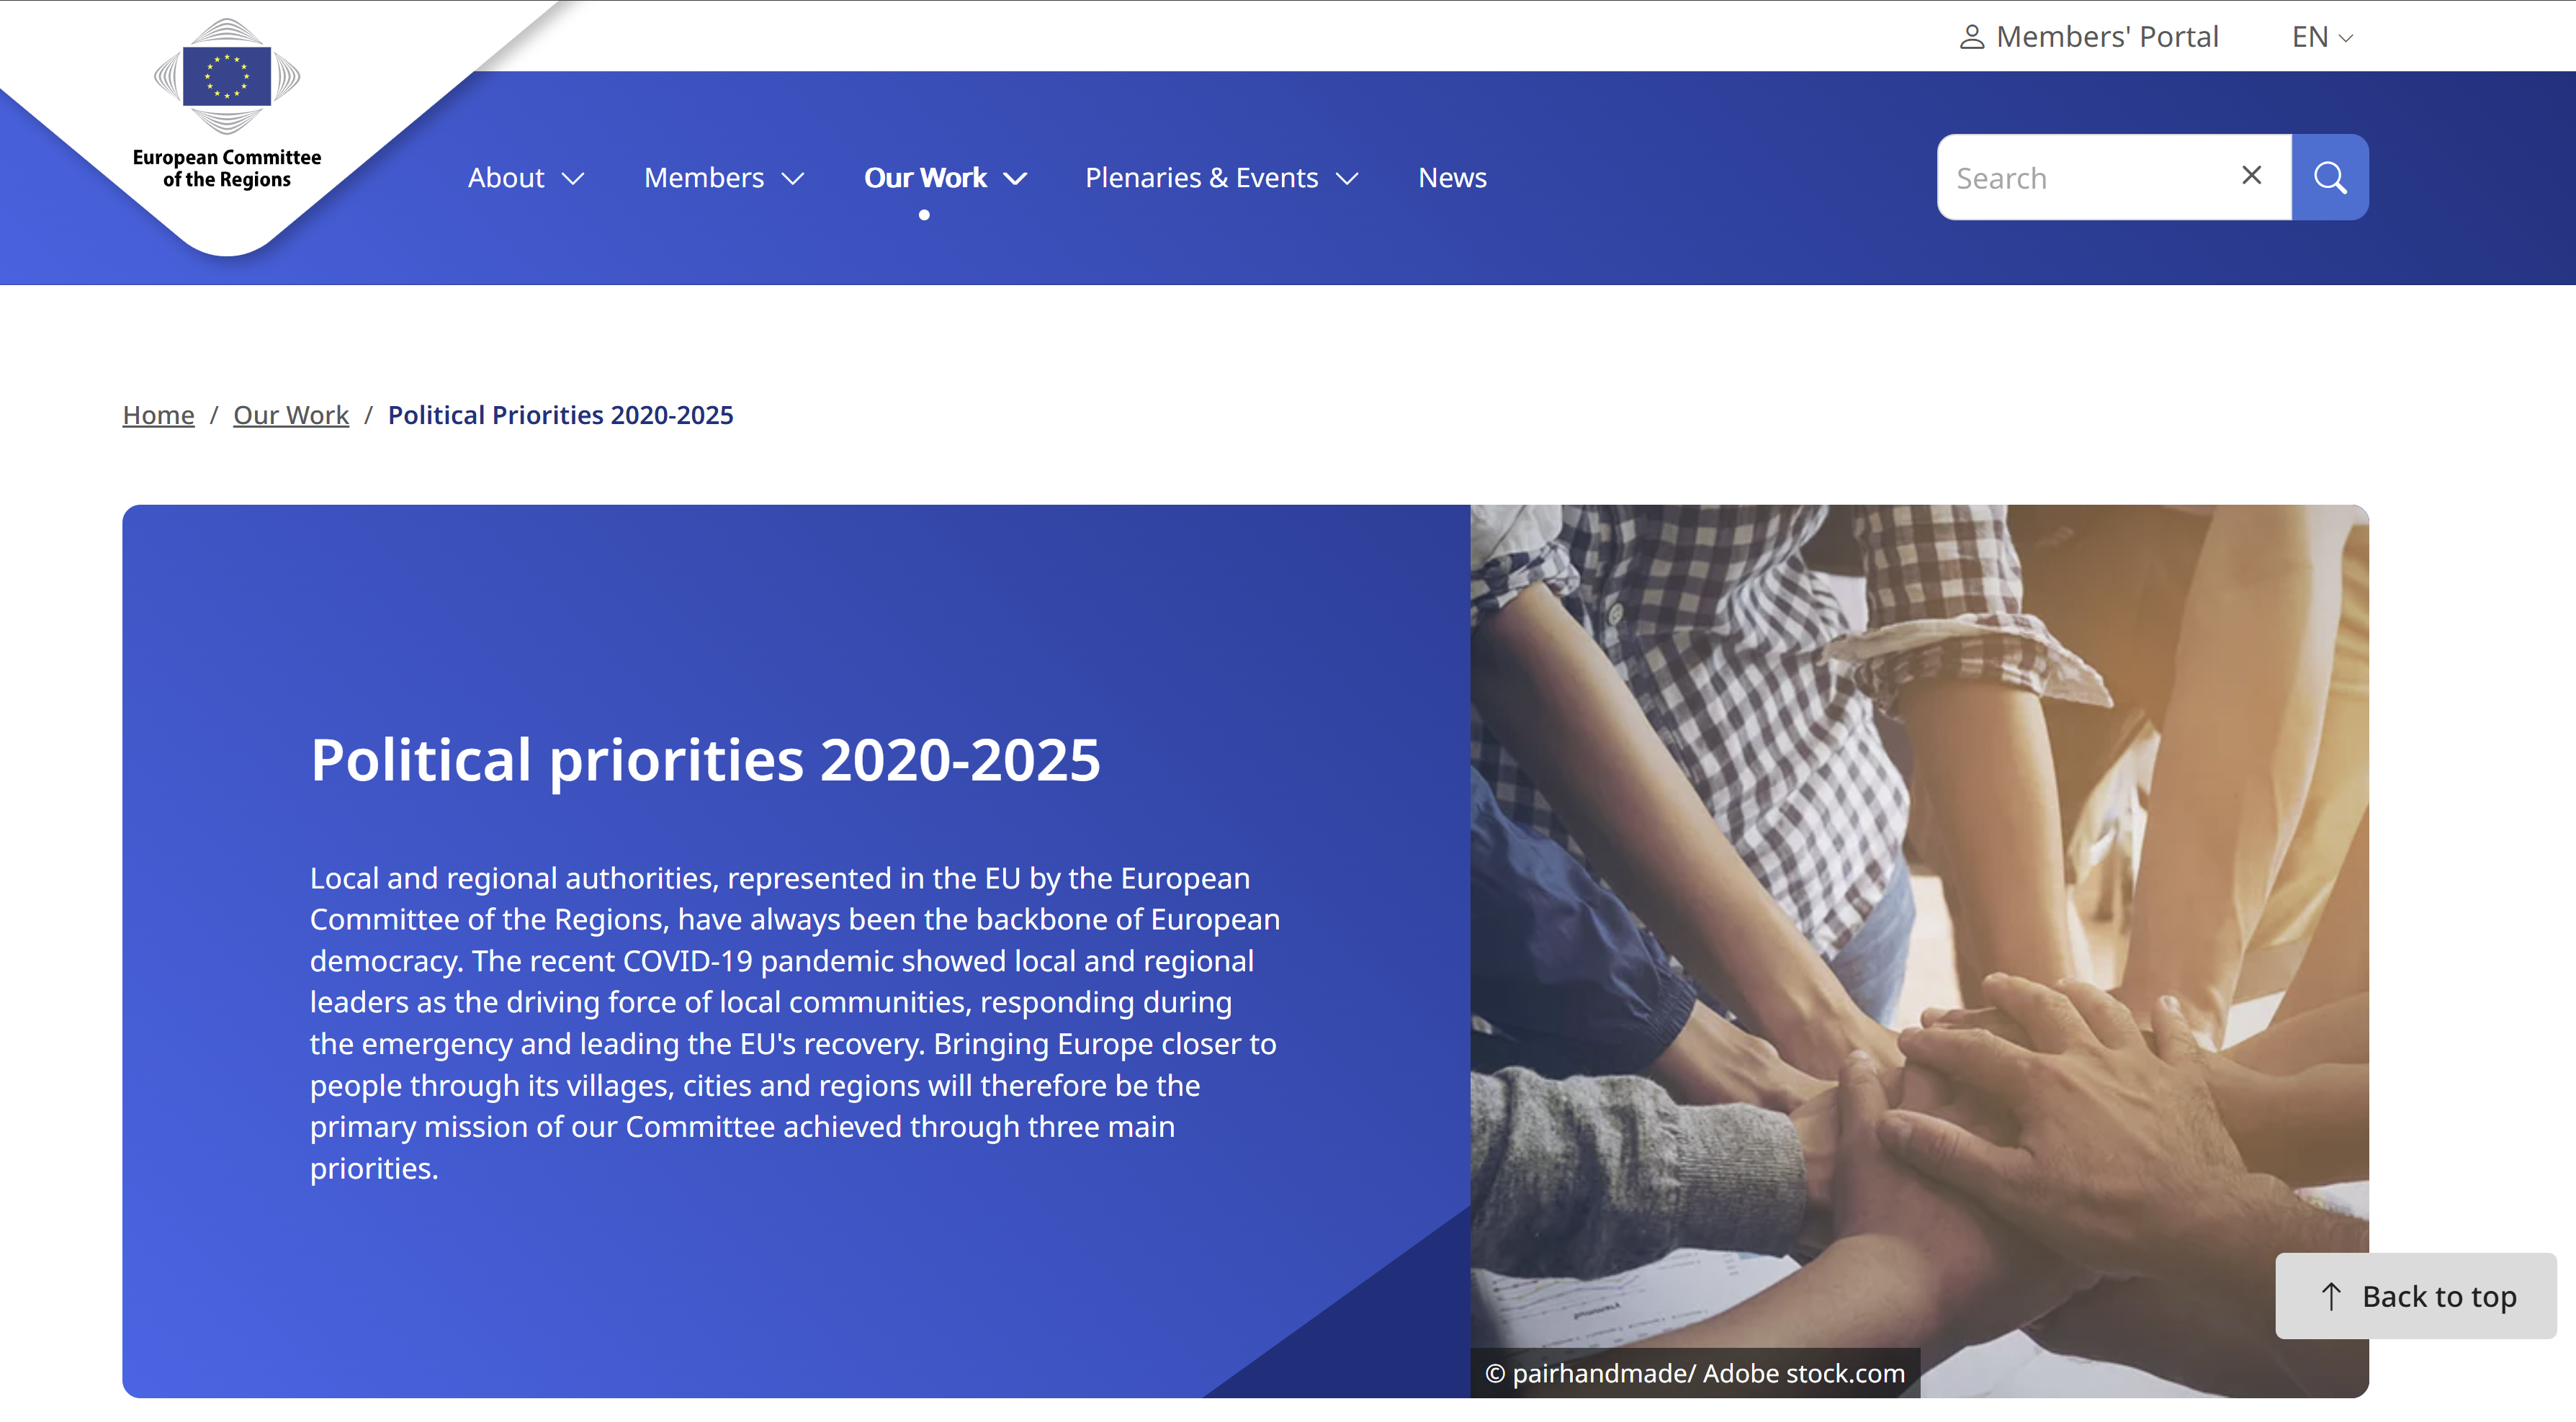 Members' Portal
EN
European Committee
of the Regions
About
Members
Our Work
Plenaries & Events
News
Search
Home / Our Work / Political Priorities 2020-2025
Political priorities 2020-2025
Local and regional authorities, represented in the EU by the European
Committee of the Regions, have always been the backbone of European
democracy. The recent COVID-19 pandemic showed local and regional
leaders as the driving force of local communities, responding during
the emergency and leading the EU's recovery. Bringing Europe closer to
people through its villages, cities and regions will therefore be the
primary mission of our Committee achieved through three main
priorities.
Back to top
© pairhandmade/ Adobe stock.com